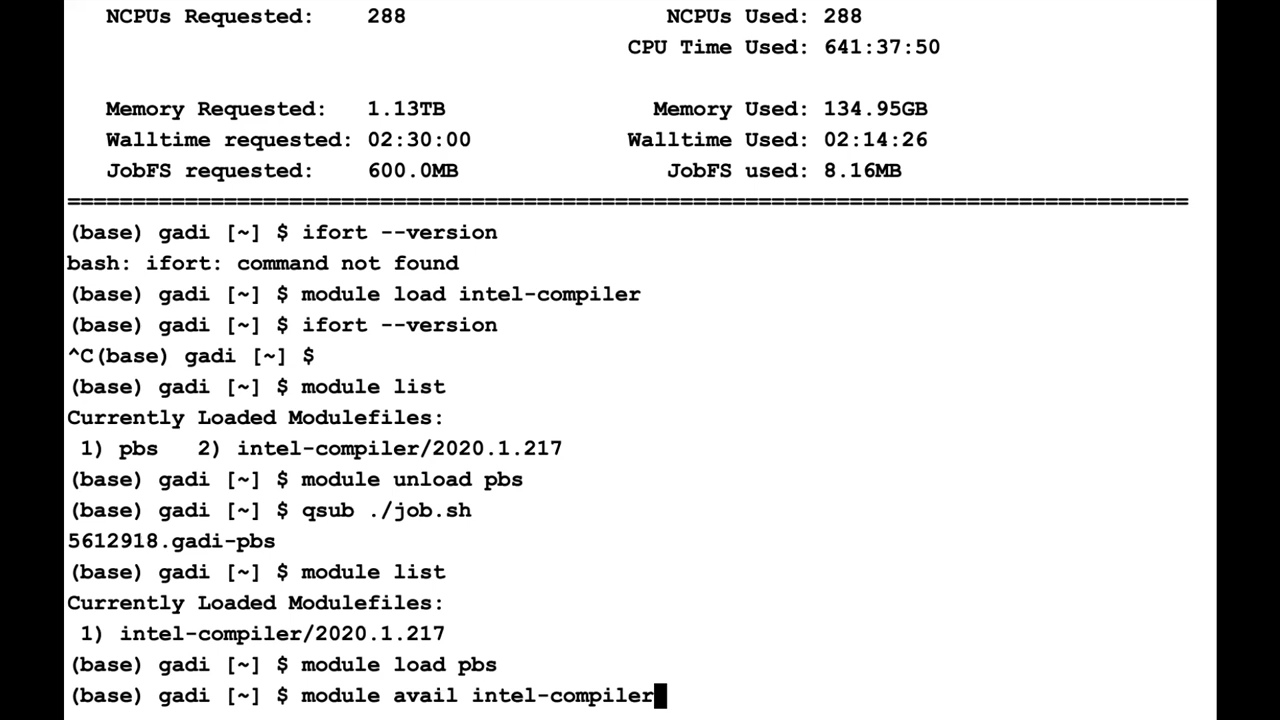 NCPUs Requested: 288 NCPUs Used: 288
CPU Time Used: 641:37:50
Memory Requested: 1.13TB Memory Used: 134.95GB
Walltime requested: 02:30:00 Walltime Used: 02:14:26
JobFS requested: 600.0MB JobFS used: 8.16MB
======================================================================================
(base) gadi [~] $ ifort --version
bash: ifort: command not found
(base) gadi [~] $ module load intel-compiler
(base) gadi [~] $ ifort --version
^C(base) gadi [~] $
(base) gadi [~] $ module list
Currently Loaded Modulefiles:
1) pbs 2) intel-compiler/2020.1.217
(base) gadi [~] $ module unload pbs
(base) gadi [~] $ qsub ./job.sh
5612918.gadi-pbs
(base) gadi [~] $ module list
Currently Loaded Modulefiles:
1) intel-compiler/2020.1.217
(base) gadi [~] $ module load pbs
(base) gadi [~] $ module avail intel-compiler